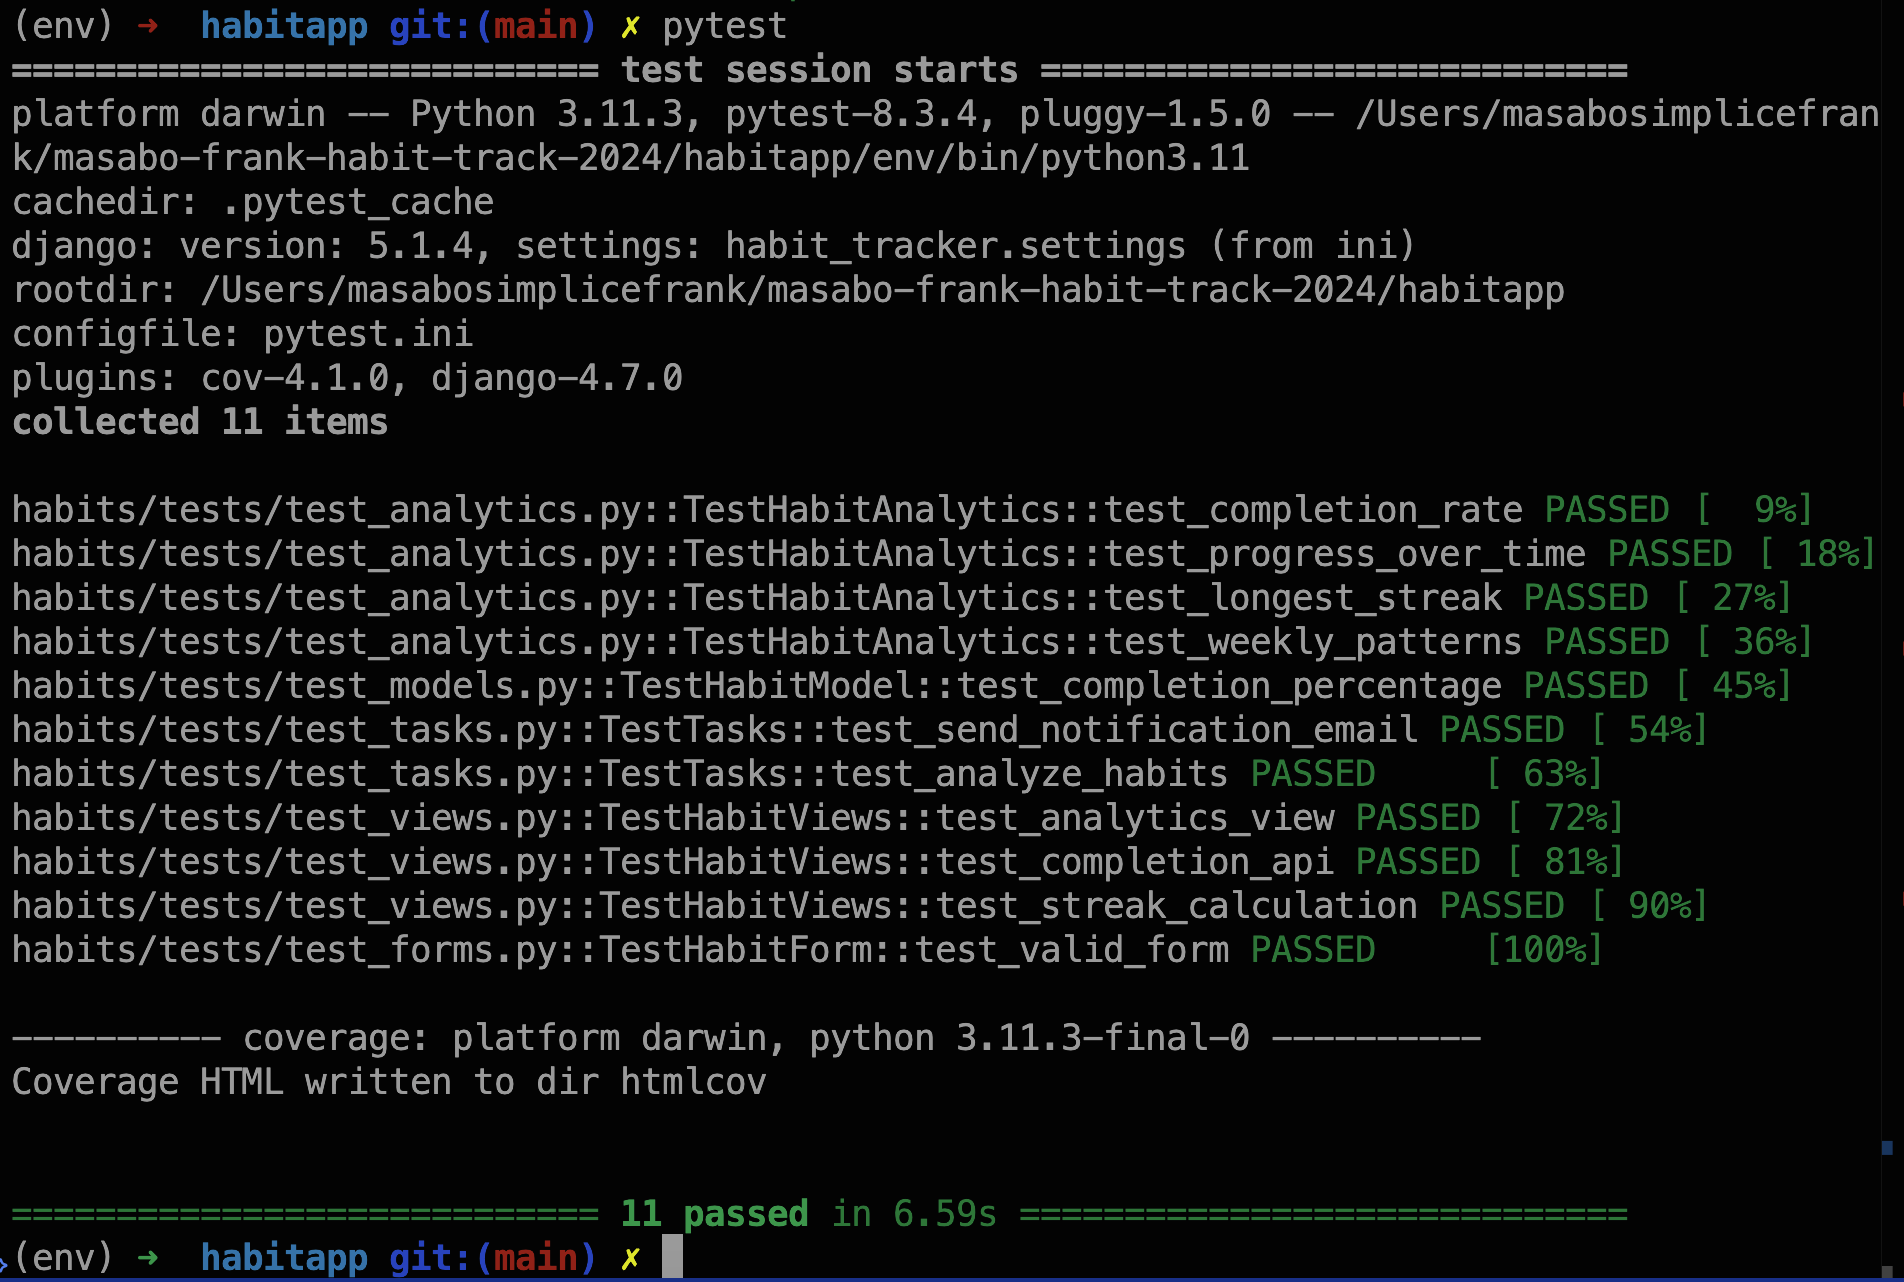 (env) ➜  habitapp git:(main) ✗ pytest
============================ test session starts ============================
platform darwin -- Python 3.11.3, pytest-8.3.4, pluggy-1.5.0 -- /Users/masabosimplicefran
k/masabo-frank-habit-track-2024/habitapp/env/bin/python3.11
cachedir: .pytest_cache
django: version: 5.1.4, settings: habit_tracker.settings (from ini)
rootdir: /Users/masabosimplicefrank/masabo-frank-habit-track-2024/habitapp
configfile: pytest.ini
plugins: cov-4.1.0, django-4.7.0
collected 11 items
habits/tests/test_analytics.py::TestHabitAnalytics::test_completion_rate PASSED [  9%]
habits/tests/test_analytics.py::TestHabitAnalytics::test_progress_over_time PASSED [ 18%]
habits/tests/test_analytics.py::TestHabitAnalytics::test_longest_streak PASSED [ 27%]
habits/tests/test_analytics.py::TestHabitAnalytics::test_weekly_patterns PASSED [ 36%]
habits/tests/test_models.py::TestHabitModel::test_completion_percentage PASSED [ 45%]
habits/tests/test_tasks.py::TestTasks::test_send_notification_email PASSED [ 54%]
habits/tests/test_tasks.py::TestTasks::test_analyze_habits PASSED     [ 63%]
habits/tests/test_views.py::TestHabitViews::test_analytics_view PASSED [ 72%]
habits/tests/test_views.py::TestHabitViews::test_completion_api PASSED [ 81%]
habits/tests/test_views.py::TestHabitViews::test_streak_calculation PASSED [ 90%]
habits/tests/test_forms.py::TestHabitForm::test_valid_form PASSED     [100%]
---------- coverage: platform darwin, python 3.11.3-final-0 ----------
Coverage HTML written to dir htmlcov
============================ 11 passed in 6.59s =============================
(env) ➜  habitapp git:(main) ✗